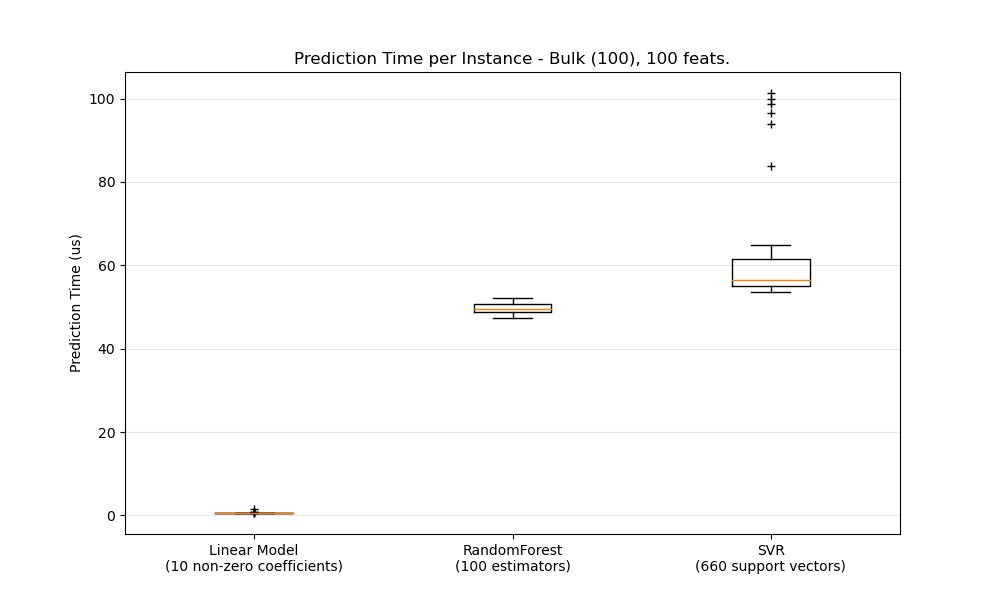 Prediction Time per Instance - Bulk (100), 100 feats.
Prediction Time (us)
100
80
60
40
20
0
Linear Model
(10 non-zero coefficients)
RandomForest
(100 estimators)
SVR
(660 support vectors)